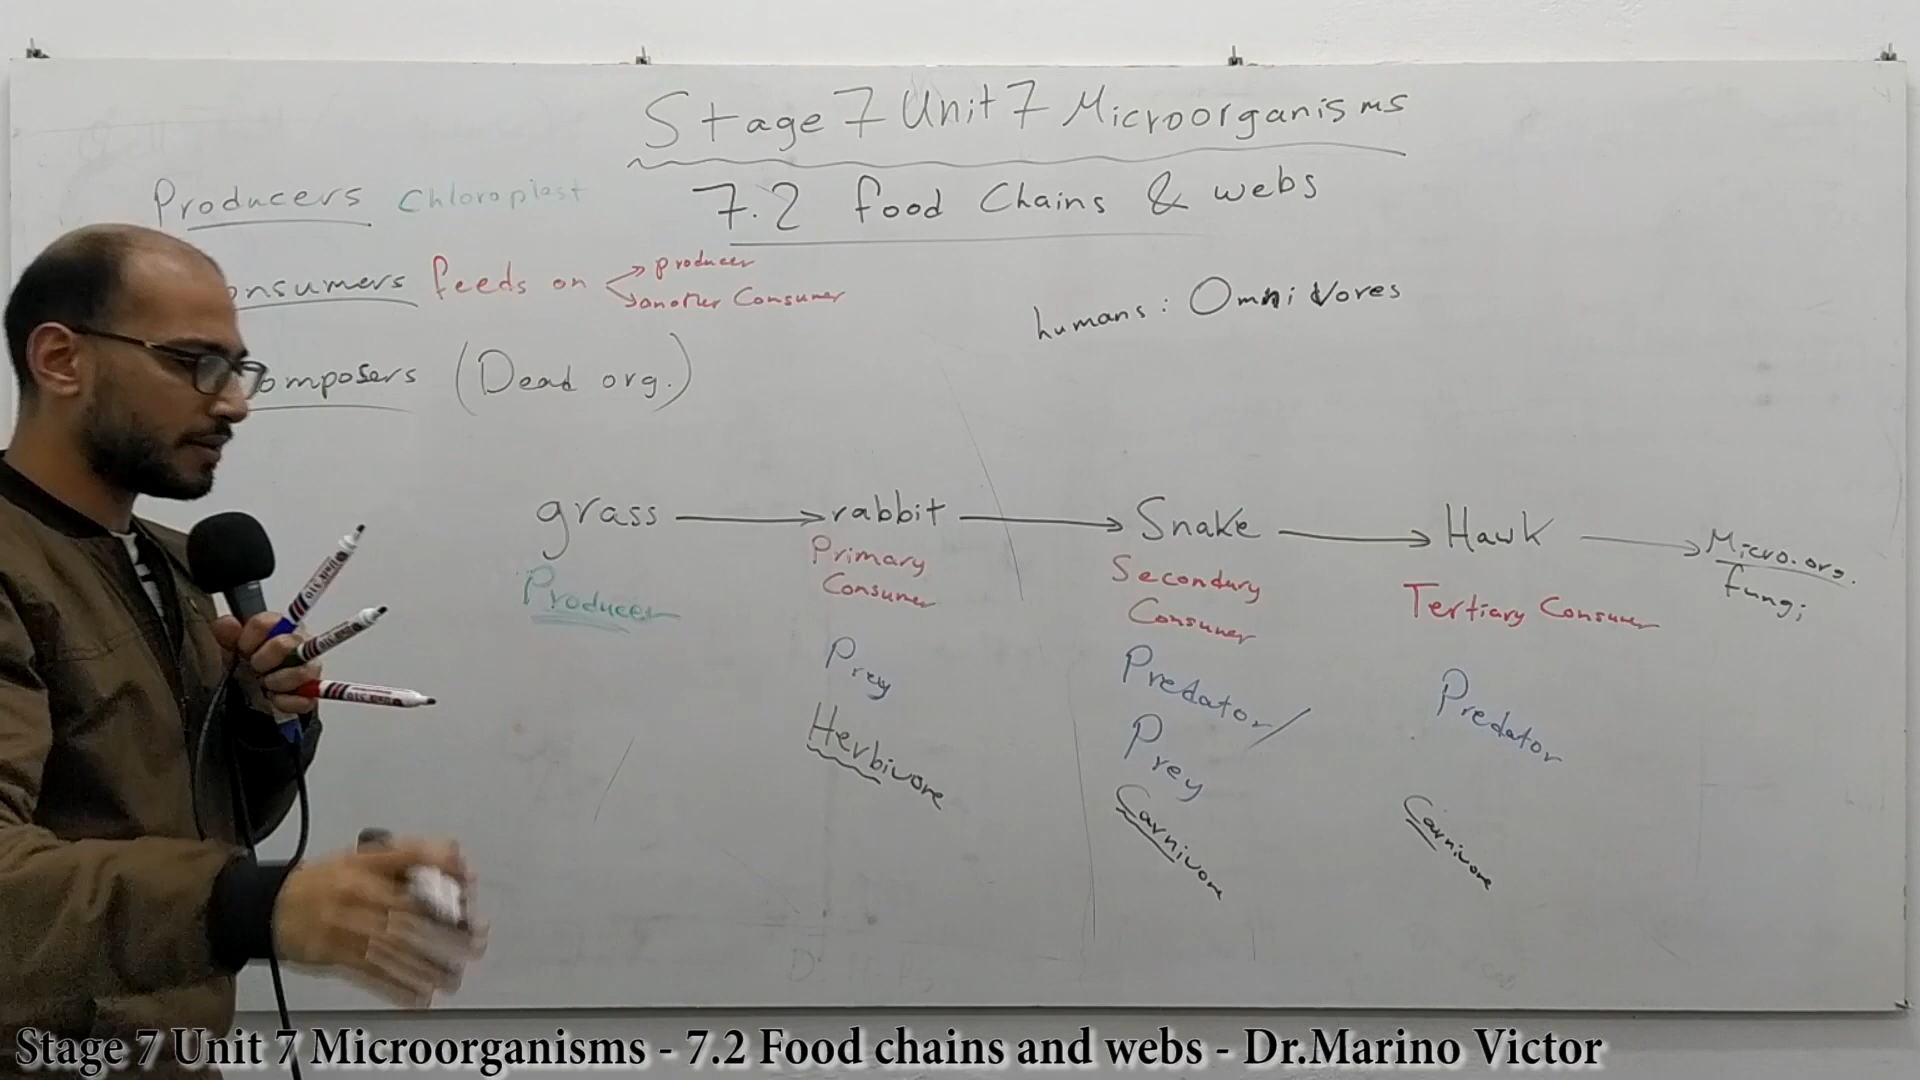 Stage 7 Unit 7 Microorganisms
7.2 food Chains & webs
Producers Chloroplast
onsumers feeds on
producer
another Consumer
omposers (Dead org.)
humans: Omnivores
grass → rabbit → Snake → Hawk → Micro.org.
fungi
Producer
Primary
Consumer
Secondary
Consumer
Tertiary Consumer
Prey
Predator/
Prey
Predator
Herbivore
Carnivore
Carnivore
Stage 7 Unit 7 Microorganisms - 7.2 Food chains and webs - Dr.Marino Victor